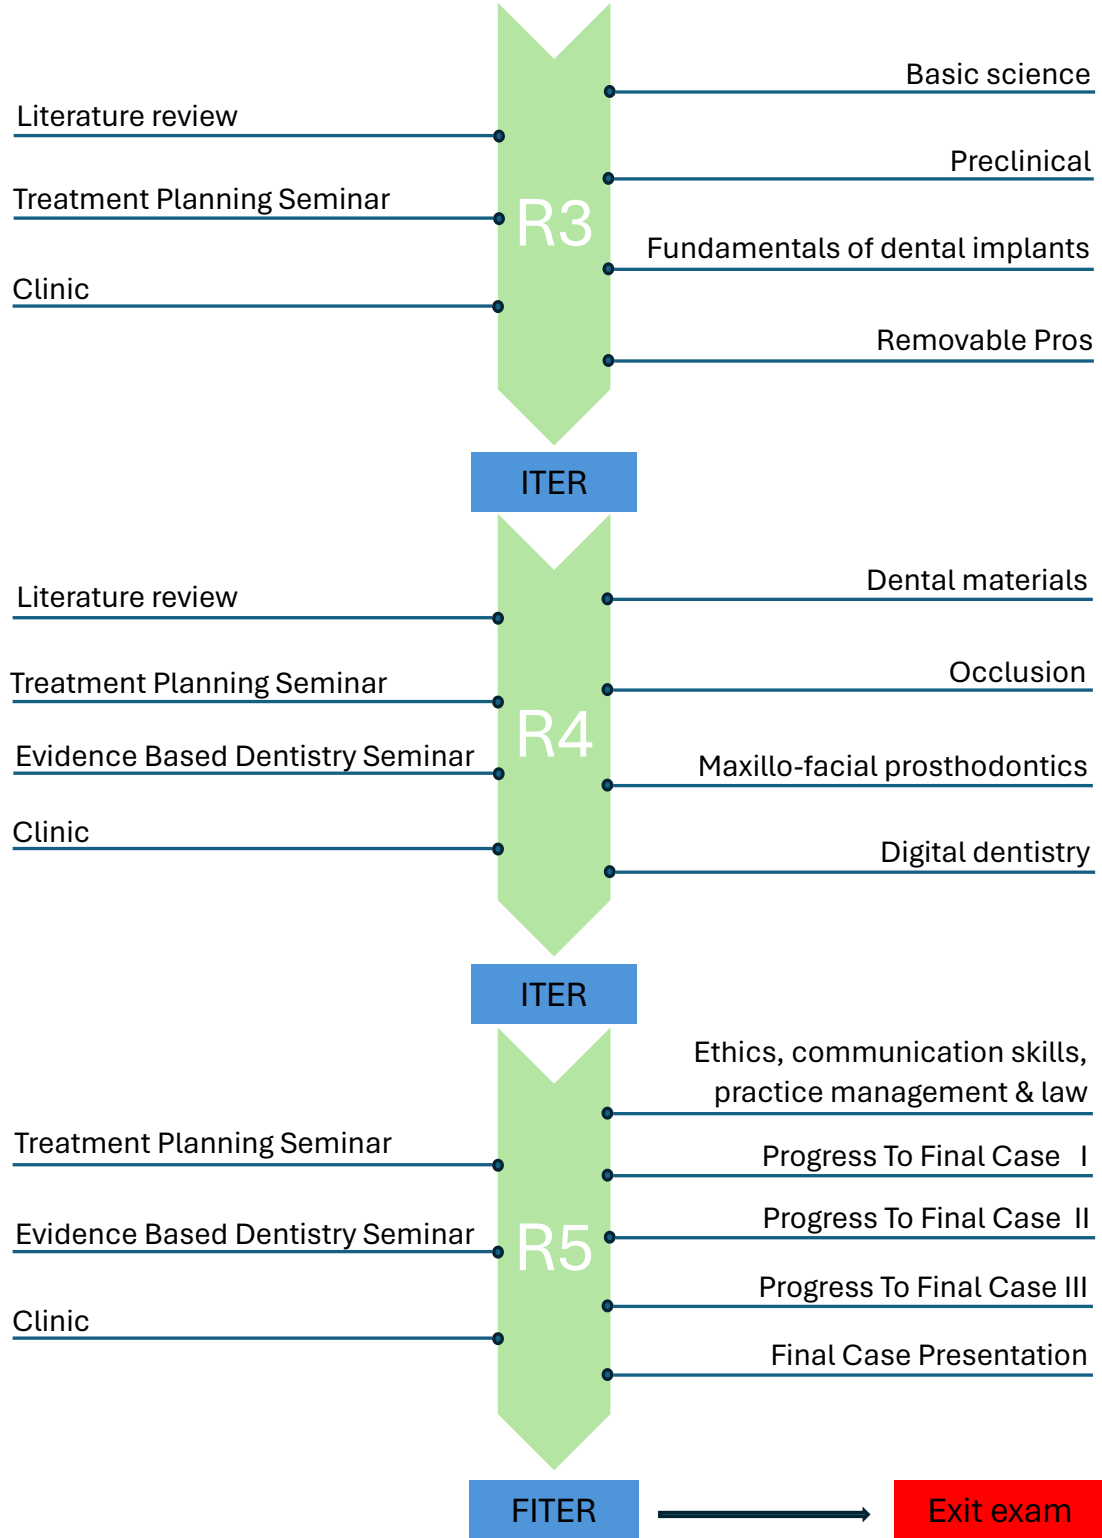 Basic science
Literature review
Preclinical
Treatment Planning Seminar
R3
Fundamentals of dental implants
Clinic
Removable Pros
ITER
Dental materials
Literature review
Occlusion
Treatment Planning Seminar
R4
Evidence Based Dentistry Seminar
Maxillo-facial prosthodontics
Clinic
Digital dentistry
ITER
Ethics, communication skills,
practice management & law
Treatment Planning Seminar
Progress To Final Case I
Progress To Final Case II
Evidence Based Dentistry Seminar
R5
Progress To Final Case III
Clinic
Final Case Presentation
FITER
Exit exam